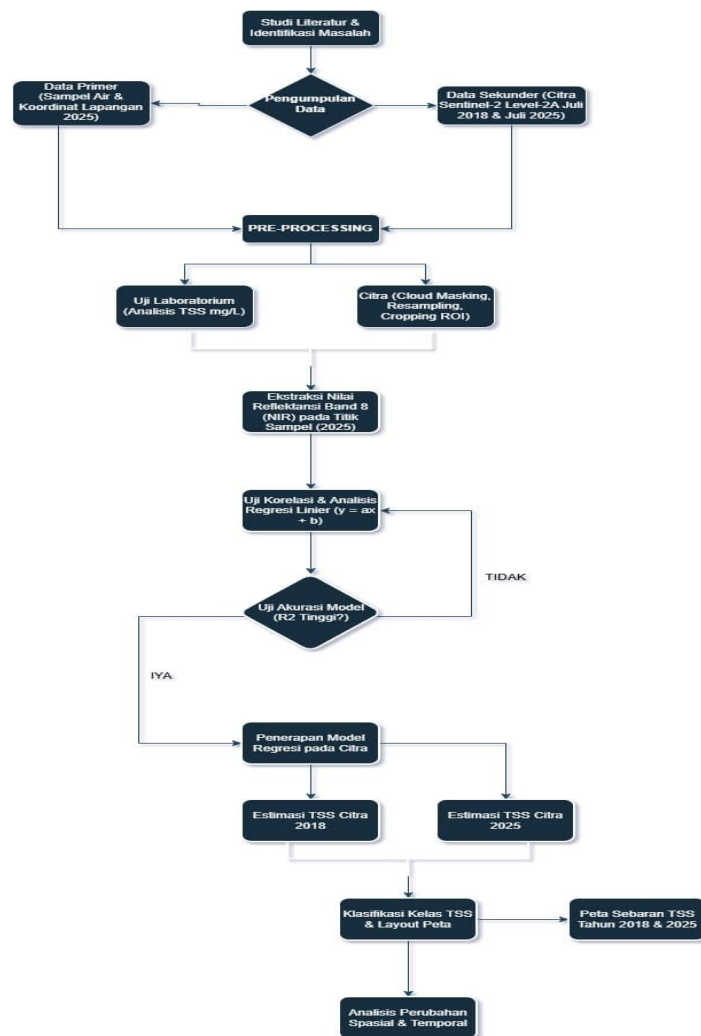 Studi Literatur &
Identifikasi Masalah
Data Primer
(Sampel Air &
Koordinat Lapangan
2025)
Pengumpulan
Data
Data Sekunder (Citra
Sentinel-2 Level-2A Juli
2018 & Juli 2025)
PRE-PROCESSING
Uji Laboratorium
(Analisis TSS mg/L)
Citra (Cloud Masking,
Resampling,
Cropping ROI)
Ekstraksi Nilai
Reflektansi Band 8
(NIR) pada Titik
Sampel (2025)
Uji Korelasi & Analisis
Regresi Linier (y = ax
+ b)
TIDAK
Uji Akurasi Model
(R2 Tinggi?)
IYA
Penerapan Model
Regresi pada Citra
Estimasi TSS Citra
2018
Estimasi TSS Citra
2025
Klasifikasi Kelas TSS
& Layout Peta
Peta Sebaran TSS
Tahun 2018 & 2025
Analisis Perubahan
Spasial & Temporal